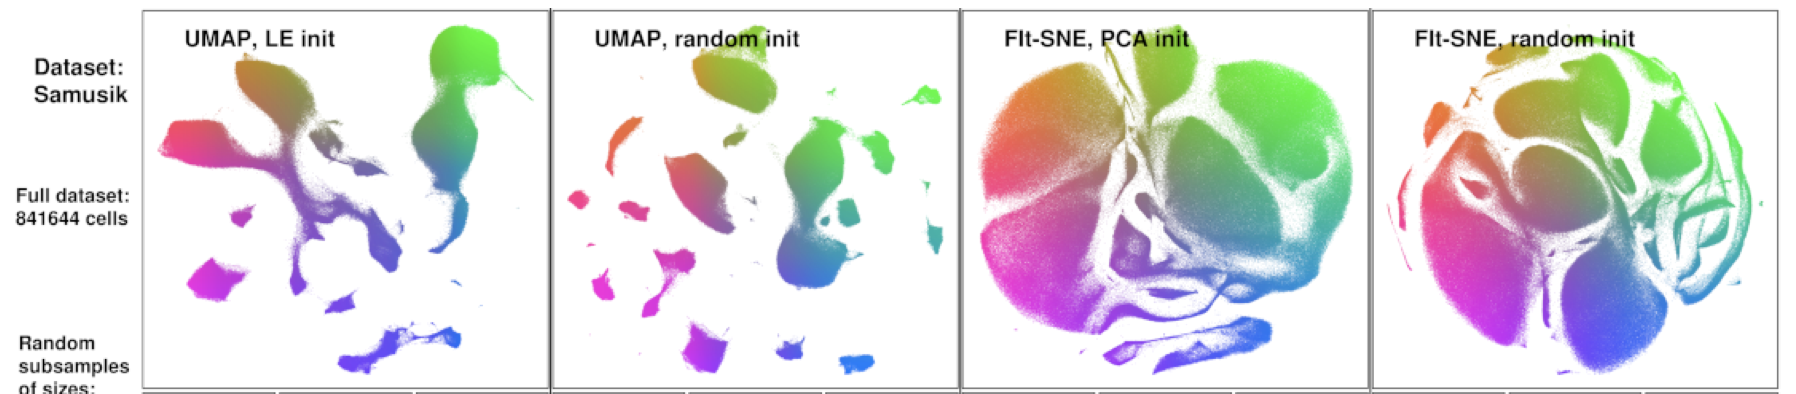 UMAP, LE init
UMAP, random init
FIt-SNE, PCA init
FIt-SNE, random init
Dataset:
Samusik
Full dataset:
841644 cells
Random
subsamples
of sizes: